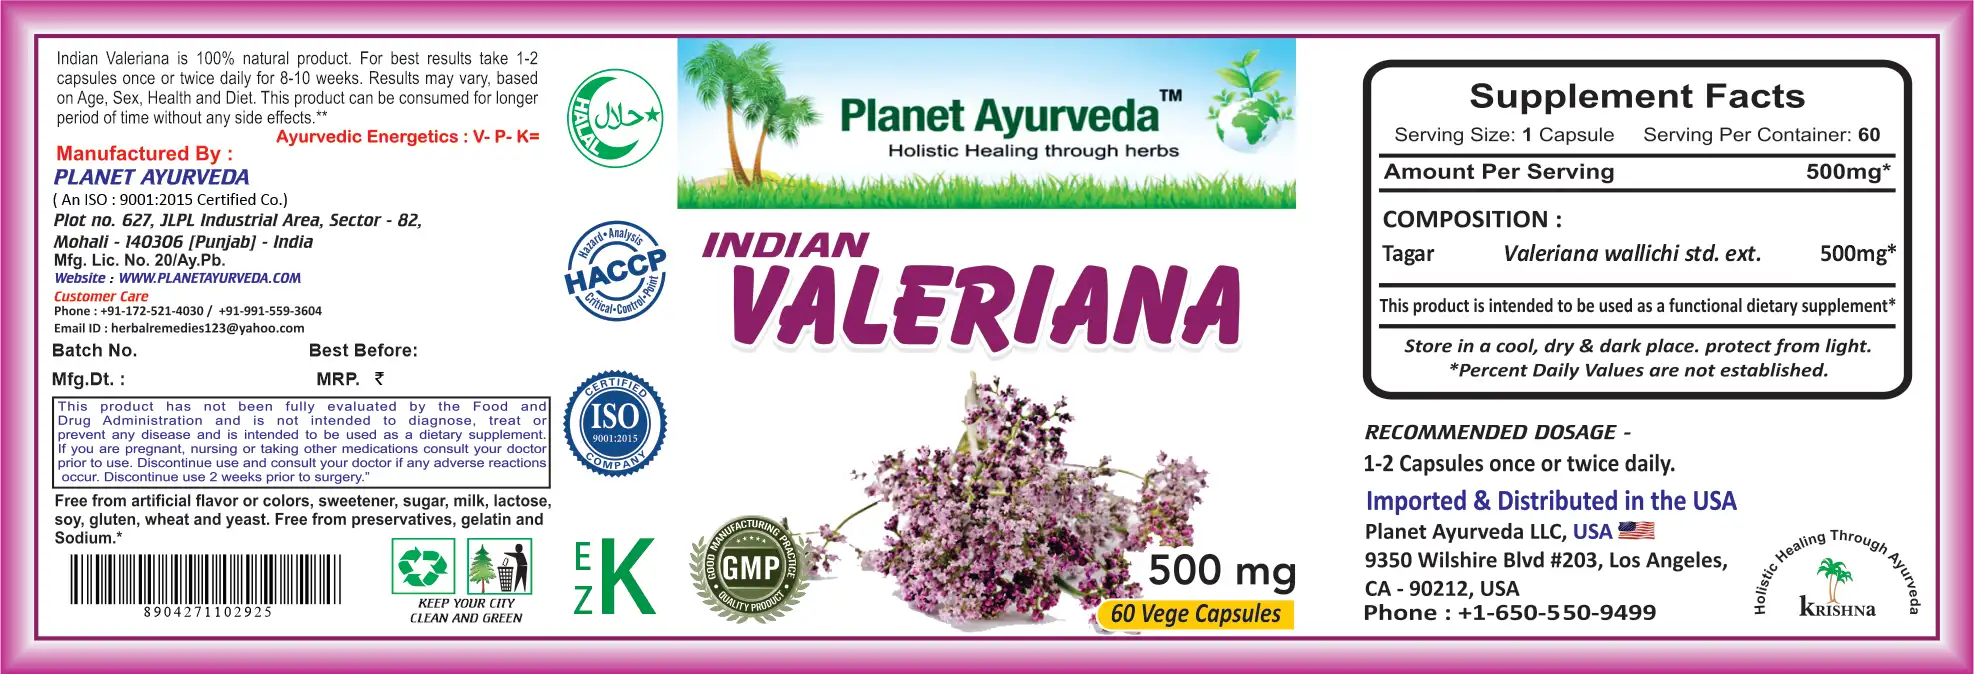 Indian Valeriana is 100% natural product. For best results take 1-2
capsules once or twice daily for 8-10 weeks. Results may vary, based
on Age, Sex, Health and Diet. This product can be consumed for longer
period of time without any side effects.**
Ayurvedic Energetics : V- P- K=
Manufactured By :
PLANET AYURVEDA
( An ISO : 9001:2015 Certified Co.)
Plot no. 627, JLPL Industrial Area, Sector - 82,
Mohali - 140306 (Punjab) - India
Mfg. Lic. No. 20/Ay.Pb.
Website : WWW.PLANETAYURVEDA.COM
Customer Care
Phone : +91-172-521-4030 / +91-991-559-3604
Email ID : herbalremedies123@yahoo.com
Batch No. Best Before:
Mfg.Dt. : MRP. ₹
This product has not been fully evaluated by the Food and
Drug Administration and is not intended to diagnose, treat or
prevent any disease and is intended to be used as a dietary supplement.
If you are pregnant, nursing or taking other medications consult your doctor
prior to use. Discontinue use and consult your doctor if any adverse reactions
occur. Discontinue use 2 weeks prior to surgery.”
Free from artificial flavor or colors, sweetener, sugar, milk, lactose,
soy, gluten, wheat and yeast. Free from preservatives, gelatin and
Sodium.*
8904271102925
KEEP YOUR CITY
CLEAN AND GREEN
حلال
HALAL
Hazard • Analysis
HACCP
Critical • Control • Point
CERTIFIED
ISO
9001:2015
COMPANY
EZ
K
Planet Ayurveda™
Holistic Healing through herbs
INDIAN
VALERIANA
GOOD MANUFACTURING PRACTICE
GMP
QUALITY PRODUCT
500 mg
60 Vege Capsules
Supplement Facts
Serving Size: 1 Capsule Serving Per Container: 60
Amount Per Serving 500mg*
COMPOSITION :
Tagar Valeriana wallichi std. ext. 500mg*
This product is intended to be used as a functional dietary supplement*
Store in a cool, dry & dark place. protect from light.
*Percent Daily Values are not established.
RECOMMENDED DOSAGE -
1-2 Capsules once or twice daily.
Imported & Distributed in the USA
Planet Ayurveda LLC, USA
9350 Wilshire Blvd #203, Los Angeles,
CA - 90212, USA
Phone : +1-650-550-9499
Holistic Healing Through Ayurveda
KRISHNa